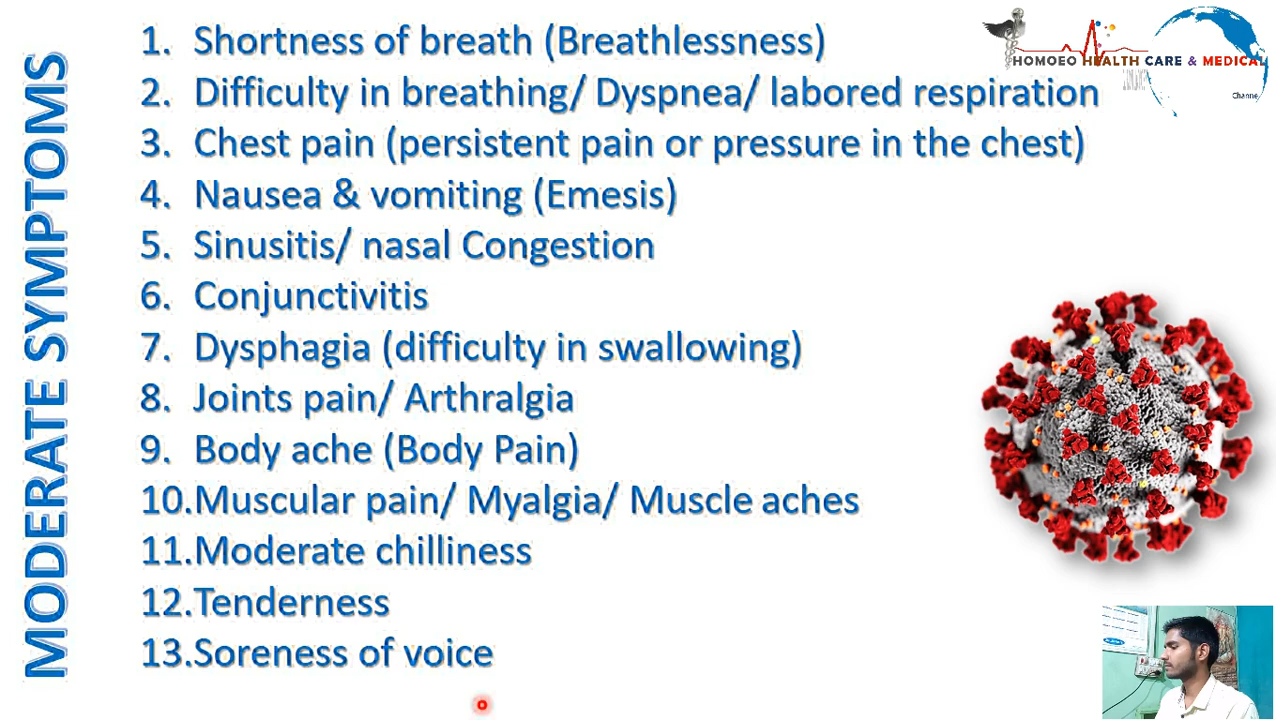 MODERATE SYMPTOMS
1. Shortness of breath (Breathlessness)
2. Difficulty in breathing/ Dyspnea/ labored respiration
3. Chest pain (persistent pain or pressure in the chest)
4. Nausea & vomiting (Emesis)
5. Sinusitis/ nasal Congestion
6. Conjunctivitis
7. Dysphagia (difficulty in swallowing)
8. Joints pain/ Arthralgia
9. Body ache (Body Pain)
10.Muscular pain/ Myalgia/ Muscle aches
11.Moderate chilliness
12.Tenderness
13.Soreness of voice
HOMOEO HEALTH CARE & MEDICAL
Channe